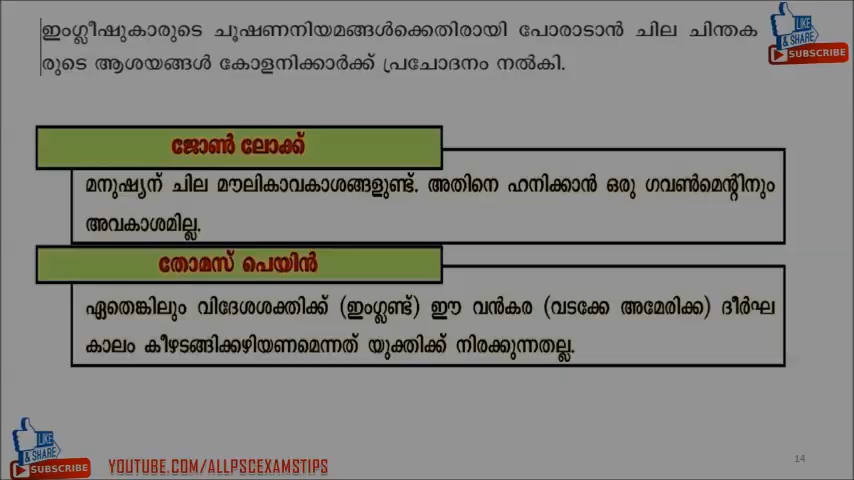 ഇംഗ്ലീഷുകാരുടെ ചൂഷണനിയമങ്ങൾക്കെതിരായി പോരാടാൻ ചില ചിന്തക
രുടെ ആശയങ്ങൾ കോളനിക്കാർക്ക് പ്രചോദനം നൽകി.
LIKE
& SHARE
SUBSCRIBE
ജോൺ ലോക്ക്
മനുഷ്യന് ചില മൗലികാവകാശങ്ങളുണ്ട്. അതിനെ ഹനിക്കാൻ ഒരു ഗവൺമെന്റിനും
അവകാശമില്ല.
തോമസ് പെയിൻ
ഏതെങ്കിലും വിദേശശക്തിക്ക് (ഇംഗ്ലണ്ട്) ഈ വൻകര (വടക്കേ അമേരിക്ക) ദീർഘ
കാലം കീഴടങ്ങിക്കഴിയണമെന്നത് യുക്തിക്ക് നിരക്കുന്നതല്ല.
LIKE
& SHARE
SUBSCRIBE
YOUTUBE.COM/ALLPSCEXAMSTIPS
14